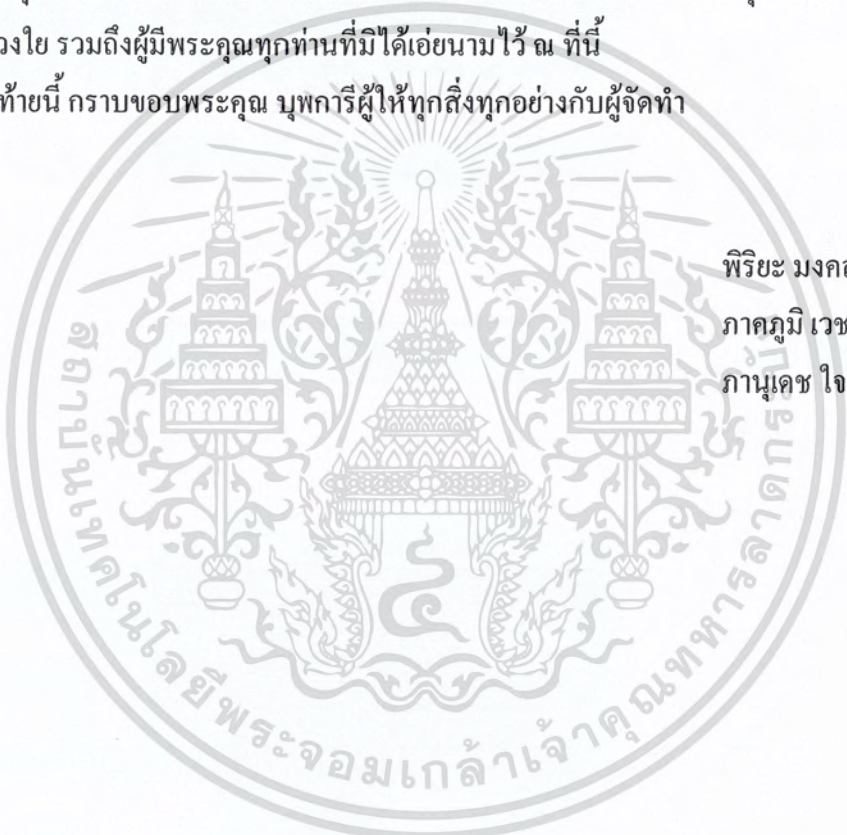 วงใย รวมถึงผู้มีพระคุณทุกท่านที่มิได้เอ่ยนามไว้ ณ ที่นี้
ท้ายนี้ กราบขอบพระคุณ บุพการีผู้ให้ทุกสิ่งทุกอย่างกับผู้จัดทำ
พิริยะ มงคล
ภาคภูมิ เวช
ภานุเดช ใจ
สถาบันเทคโนโลยีพระจอมเกล้าเจ้าคุณทหารลาดกระบัง